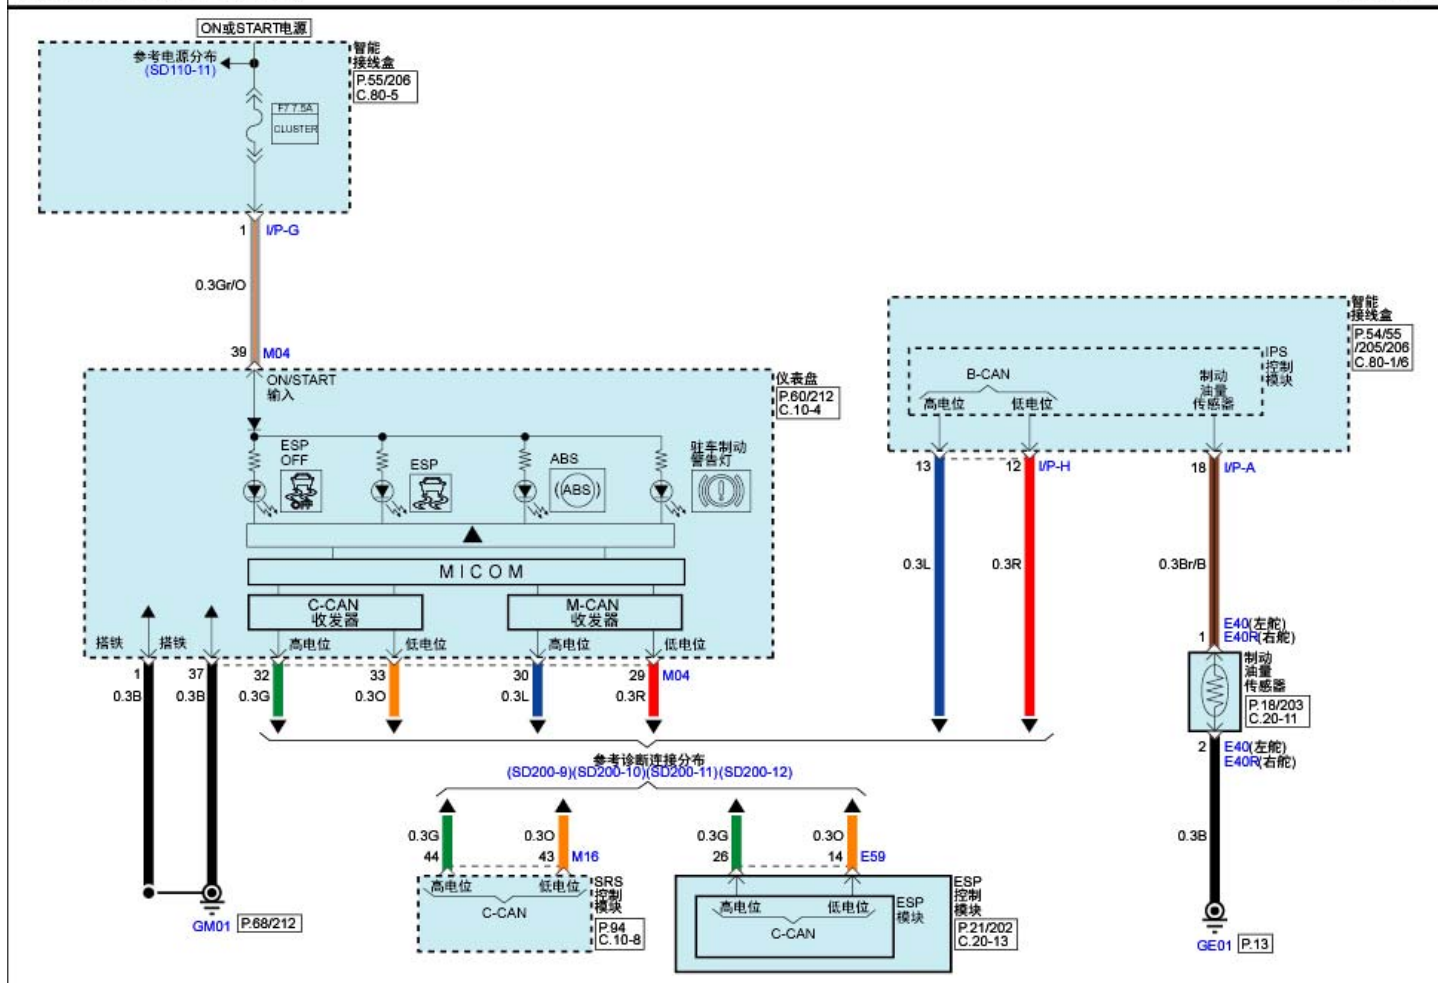 ON或START电源
参考电源分布
(SD110-11)
F7 7.5A
CLUSTER
智能
接线盒
P.55/206
C.80-5
1 I/P-G
0.3Gr/O
39 M04
ON/START
输入
仪表盘
P.60/212
C.10-4
ESP
OFF
OFF
ESP
ABS
(ABS)
驻车制动
警告灯
MICOM
C-CAN
收发器
M-CAN
收发器
搭铁
搭铁
高电位
低电位
高电位
低电位
1
37
32
33
30
29 M04
0.3B
0.3B
0.3G
0.3O
0.3L
0.3R
智能
接线盒
P.54/55
/205/206
C.80-1/6
IPS
控制
模块
B-CAN
高电位
低电位
制动
油量
传感器
13
12 I/P-H
18 I/P-A
0.3L
0.3R
0.3Br/B
E40(左舵)
1 E40R(右舵)
制动
油量
传感器
P.18/203
C.20-11
2 E40(左舵)
E40R(右舵)
0.3B
GE01 P.13
参考诊断连接分布
(SD200-9)(SD200-10)(SD200-11)(SD200-12)
0.3G
0.3O
0.3G
0.3O
44
43 M16
26
14 E59
高电位
低电位
C-CAN
SRS
控制
模块
P.94
C.10-8
高电位
低电位
C-CAN
ESP
模块
ESP
控制
模块
P.21/202
C.20-13
GM01 P.68/212